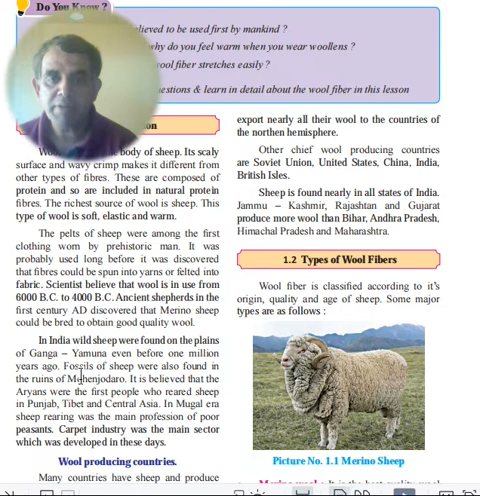 Do You Know ?
elieved to be used first by mankind ?
why do you feel warm when you wear woollens ?
wool fiber stretches easily ?
estions & learn in detail about the wool fiber in this lesson
on
body of sheep. Its scaly
surface and wavy crimp makes it different from
other types of fibres. These are composed of
protein and so are included in natural protein
fibres. The richest source of wool is sheep. This
type of wool is soft, elastic and warm.
The pelts of sheep were among the first
clothing worn by prehistoric man. It was
probably used long before it was discovered
that fibres could be spun into yarns or felted into
fabric. Scientist believe that wool is in use from
6000 B.C. to 4000 B.C. Ancient shepherds in the
first century AD discovered that Merino sheep
could be bred to obtain good quality wool.
In India wild sheep were found on the plains
of Ganga – Yamuna even before one million
years ago. Fossils of sheep were also found in
the ruins of Mohenjodaro. It is believed that the
Aryans were the first people who reared sheep
in Punjab, Tibet and Central Asia. In Mugal era
sheep rearing was the main profession of poor
peasants. Carpet industry was the main sector
which was developed in these days.
Wool producing countries.
Many countries have sheep and produce
export nearly all their wool to the countries of
the northen hemisphere.
Other chief wool producing countries
are Soviet Union, United States, China, India,
British Isles.
Sheep is found nearly in all states of India.
Jammu – Kashmir, Rajashtan and Gujarat
produce more wool than Bihar, Andhra Pradesh,
Himachal Pradesh and Maharashtra.
1.2 Types of Wool Fibers
Wool fiber is classified according to it's
origin, quality and age of sheep. Some major
types are as follows :
Picture No. 1.1 Merino Sheep
Merino wool : It is the best quality wool